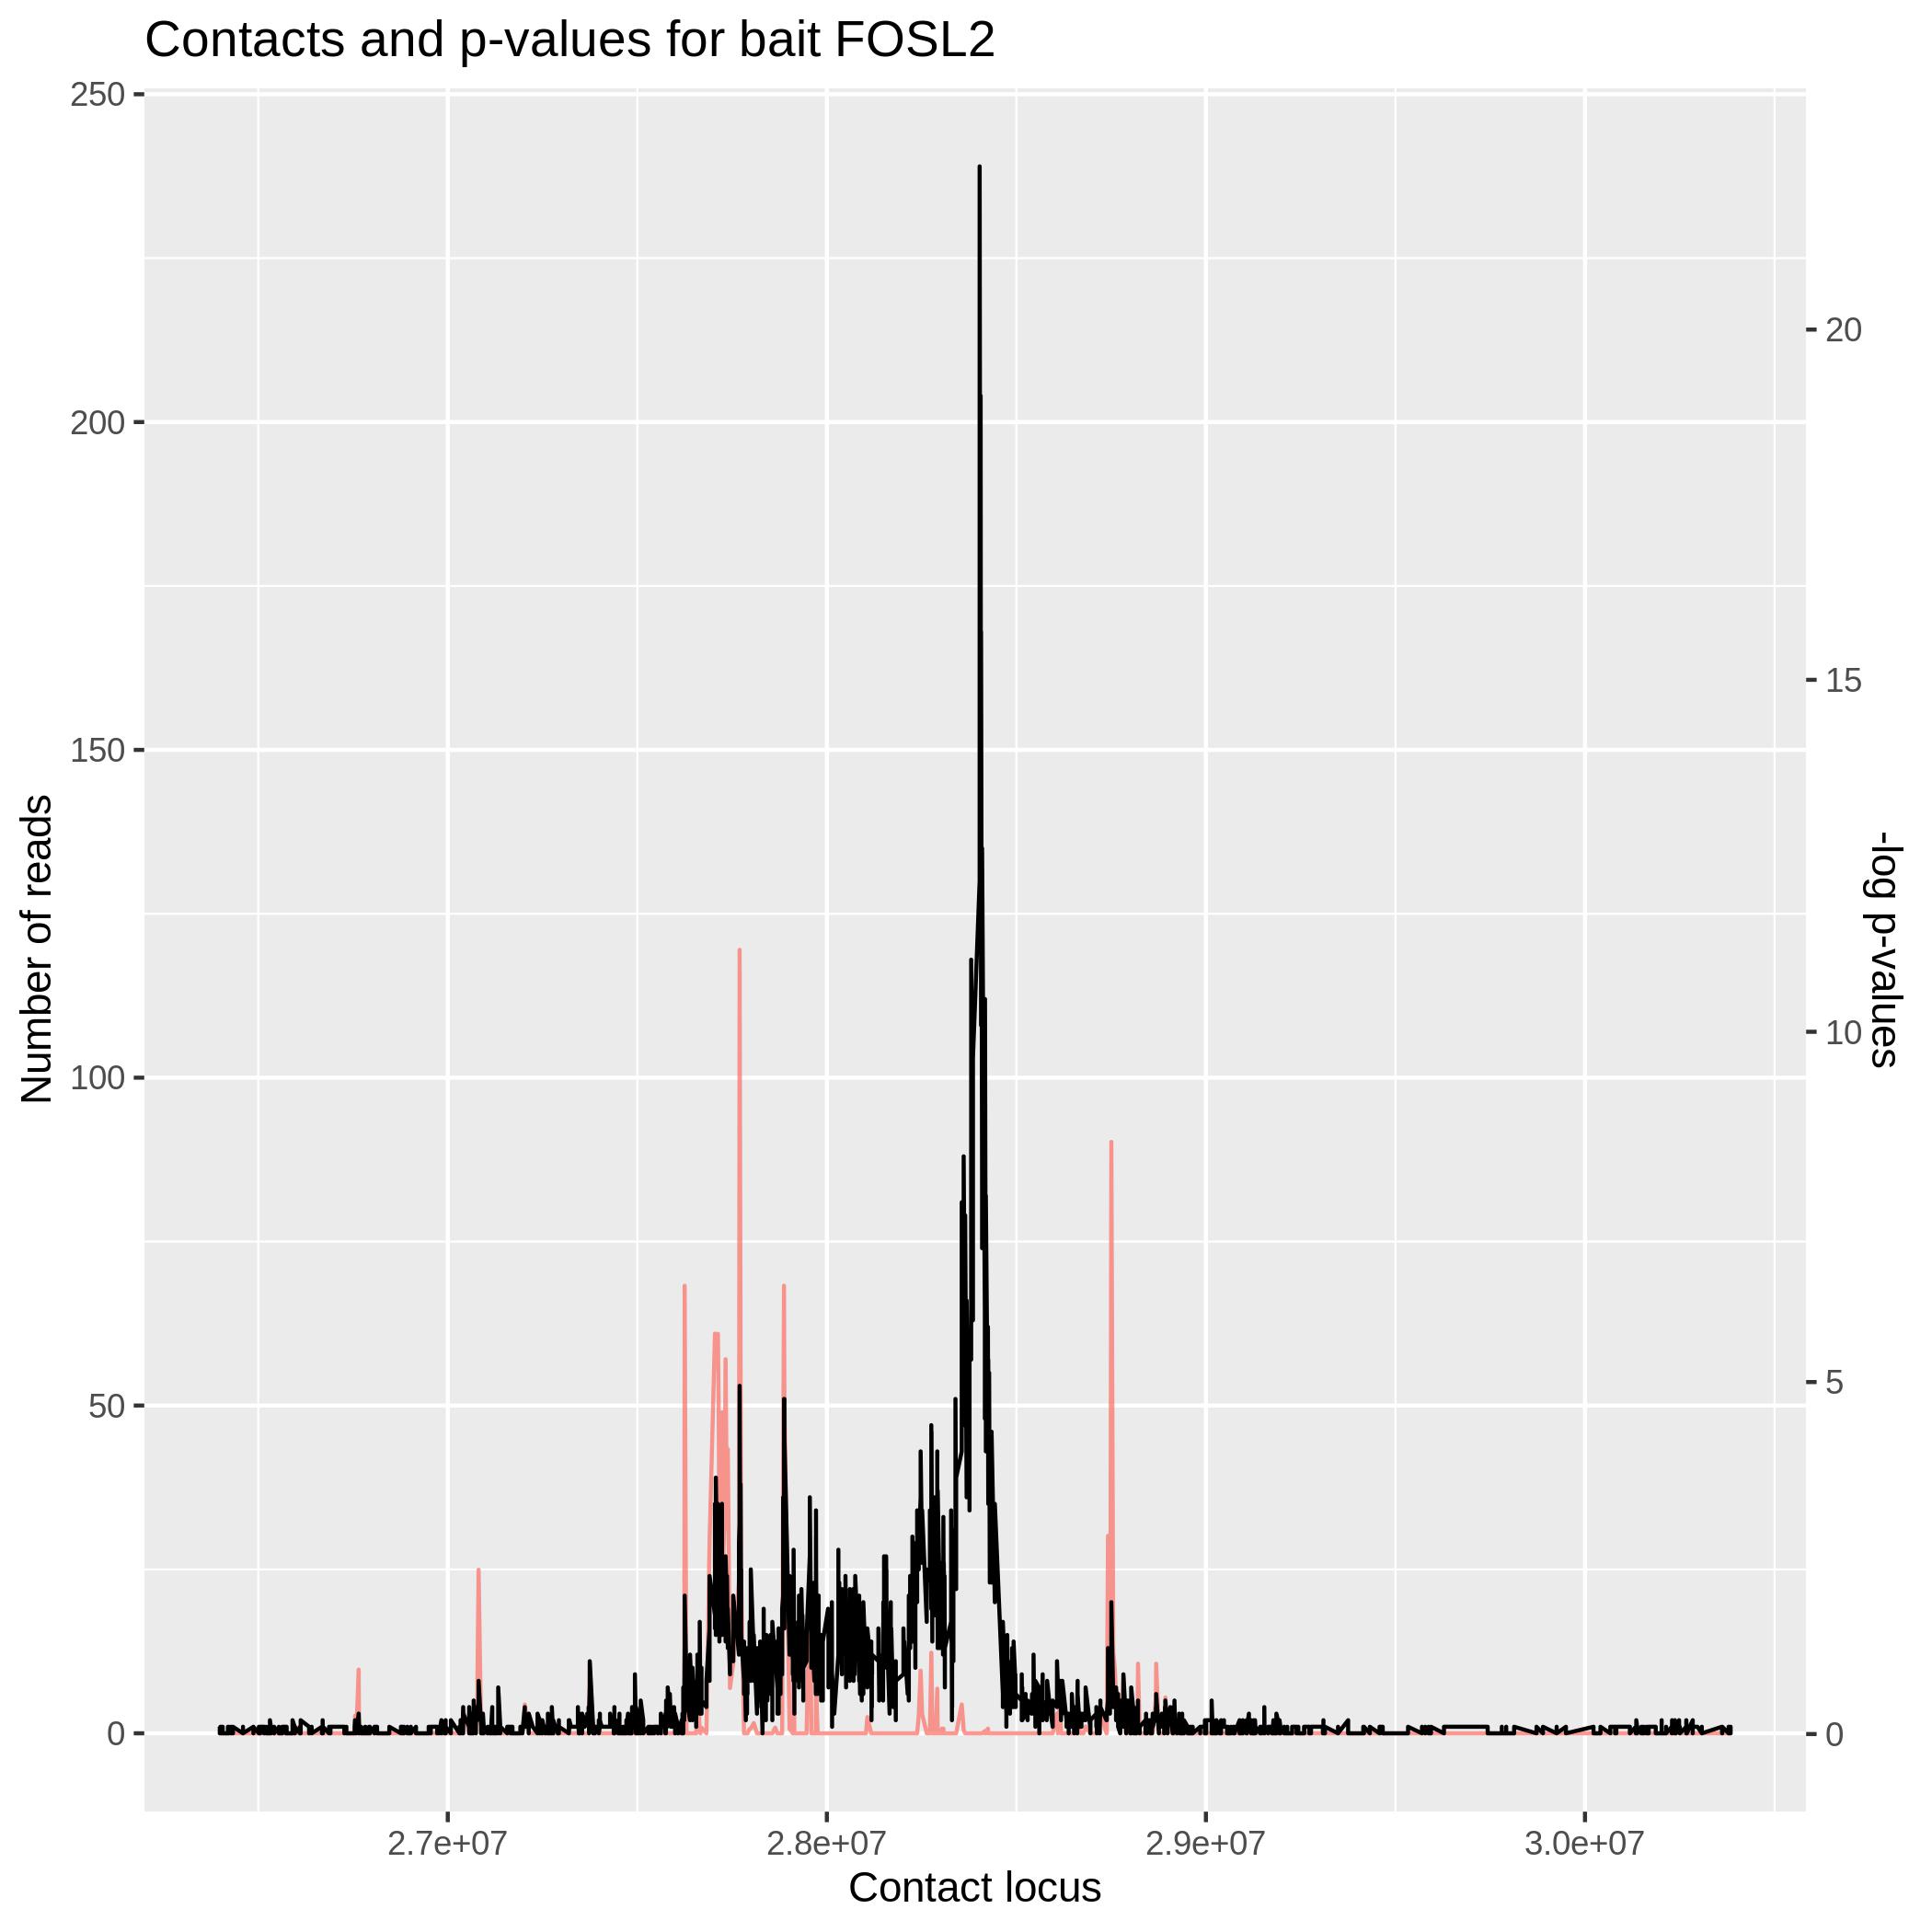 Contacts and p-values for bait FOSL2
250
200
150
100
50
0
Number of reads
20
15
10
5
0
-log p-values
2.7e+07
2.8e+07
2.9e+07
3.0e+07
Contact locus